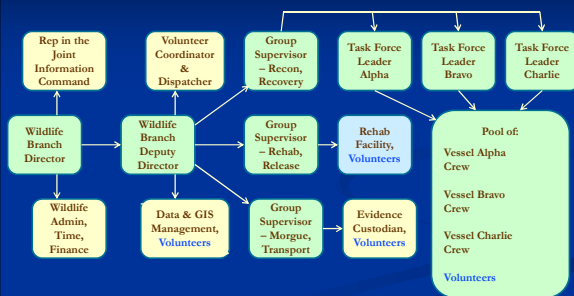 Rep in the
Joint
Information
Command
Volunteer
Coordinator
&
Dispatcher
Group
Supervisor
– Recon,
Recovery
Task Force
Leader
Alpha
Task Force
Leader
Bravo
Task Force
Leader
Charlie
Wildlife
Branch
Director
Wildlife
Branch
Deputy
Director
Group
Supervisor
– Rehab,
Release
Rehab
Facility,
Volunteers
Pool of:
Vessel Alpha
Crew
Vessel Bravo
Crew
Vessel Charlie
Crew
Volunteers
Wildlife
Admin,
Time,
Finance
Data & GIS
Management,
Volunteers
Group
Supervisor
– Morgue,
Transport
Evidence
Custodian,
Volunteers